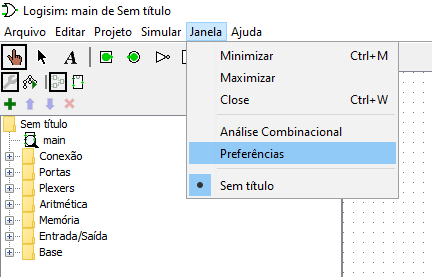 Logisim: main de Sem título
Arquivo Editar Projeto Simular Janela Ajuda
A
Minimizar Ctrl+M
Maximizar
Close Ctrl+W
Análise Combinacional
Preferências
Sem título
Sem título
main
Conexão
Portas
Plexers
Aritmética
Memória
Entrada/Saída
Base